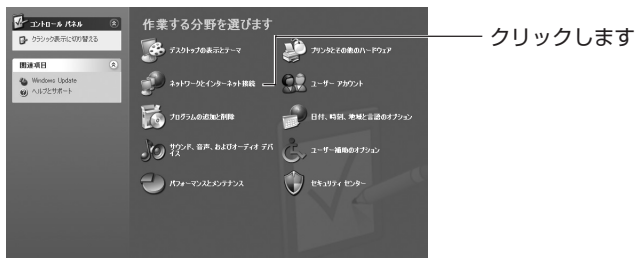 コントロール パネル
クラシック表示に切り替える
関連項目
Windows Update
ヘルプとサポート
作業する分野を選びます
デスクトップの表示とテーマ
プリンタとその他のハードウェア
ネットワークとインターネット接続
ユーザー アカウント
プログラムの追加と削除
日付、時刻、地域と言語のオプション
サウンド、音声、およびオーディオ デバ
イス
ユーザー補助のオプション
パフォーマンスとメンテナンス
セキュリティ センター
クリックします